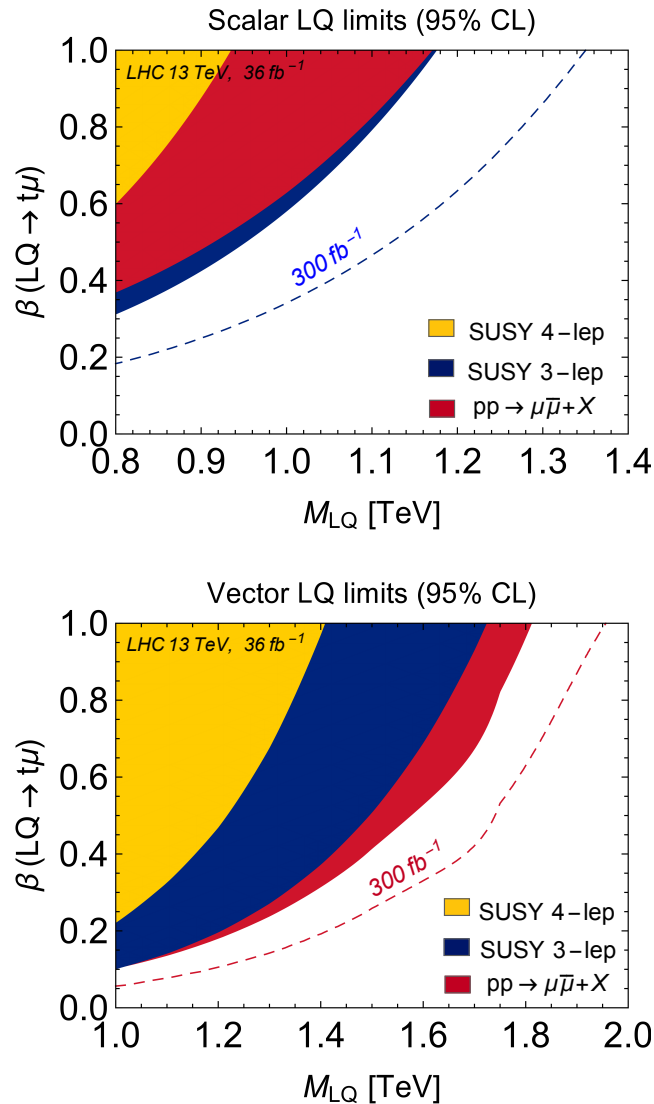 Scalar LQ limits (95% CL)
LHC 13 TeV, 36 fb⁻¹
1.0
0.8
0.6
0.4
0.2
0.0
β (LQ → tμ)
300 fb⁻¹
SUSY 4-lep
SUSY 3-lep
pp → μμ̅+X
0.8 0.9 1.0 1.1 1.2 1.3 1.4
M_LQ [TeV]
Vector LQ limits (95% CL)
LHC 13 TeV, 36 fb⁻¹
1.0
0.8
0.6
0.4
0.2
0.0
β (LQ → tμ)
300 fb⁻¹
SUSY 4-lep
SUSY 3-lep
pp → μμ̅+X
1.0 1.2 1.4 1.6 1.8 2.0
M_LQ [TeV]